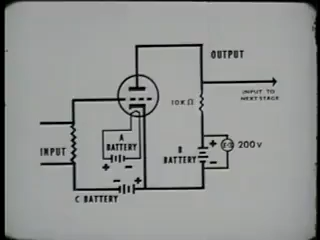 OUTPUT
INPUT TO
NEXT STAGE
10KΩ
A
BATTERY
+ -
INPUT
B
BATTERY
+
-
200V
- +
C BATTERY